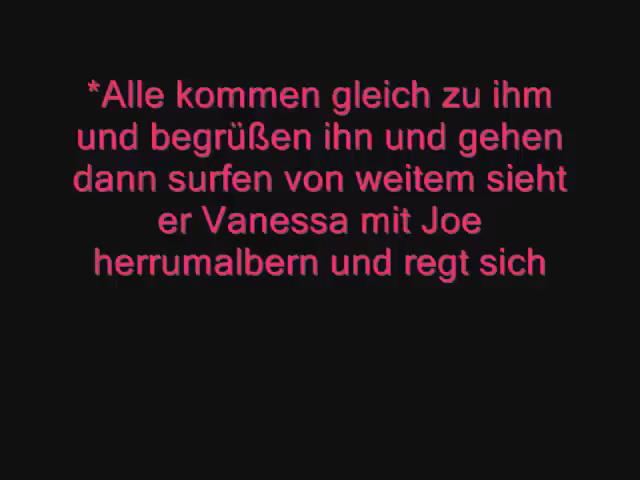 *Alle kommen gleich zu ihm
und begrüßen ihn und gehen
dann surfen von weitem sieht
er Vanessa mit Joe
herrumalbern und regt sich